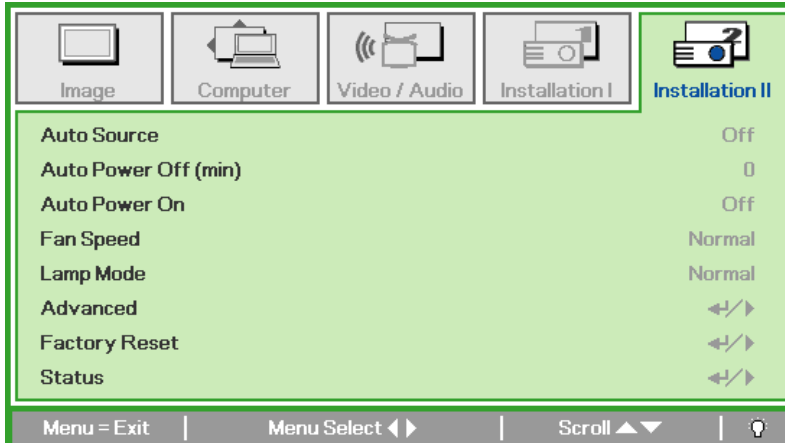 Image Computer Video / Audio Installation I Installation II
Auto Source Off
Auto Power Off (min) 0
Auto Power On Off
Fan Speed Normal
Lamp Mode Normal
Advanced
Factory Reset
Status
Menu = Exit Menu Select Scroll